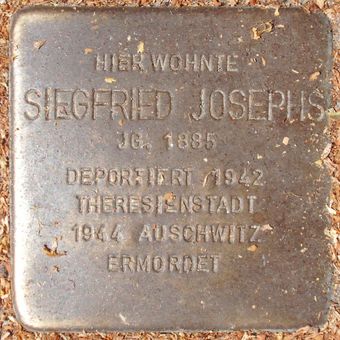 HIER WOHNTE
SIEGFRIED JOSEPHS
JG. 1885
DEPORTIERT 1942
THERESIENSTADT
1944 AUSCHWITZ
ERMORDET